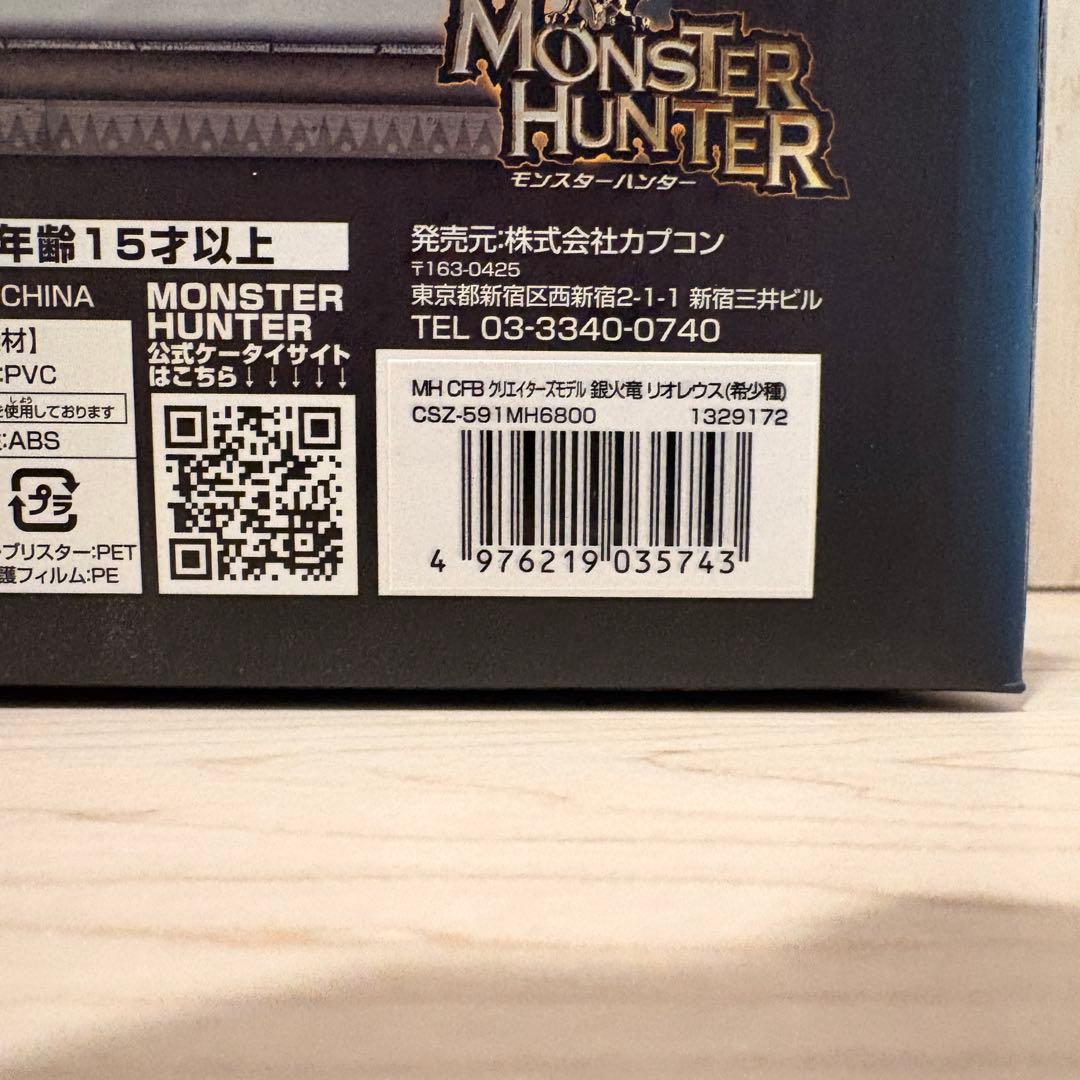 MONSTER
HUNTER
モンスターハンター
年齢15才以上
CHINA
材】
:PVC
を使用しております
しよう
:ABS
プラ
ブリスター:PET
護フィルム:PE
MONSTER
HUNTER
公式ケータイサイト
はこちら↓↓↓↓↓
発売元:株式会社カプコン
〒163-0425
東京都新宿区西新宿2-1-1 新宿三井ビル
TEL 03-3340-0740
MH CFB クリエイターズモデル 銀火竜 リオレウス(希少種)
CSZ-591MH6800 1329172
4 976219 035743